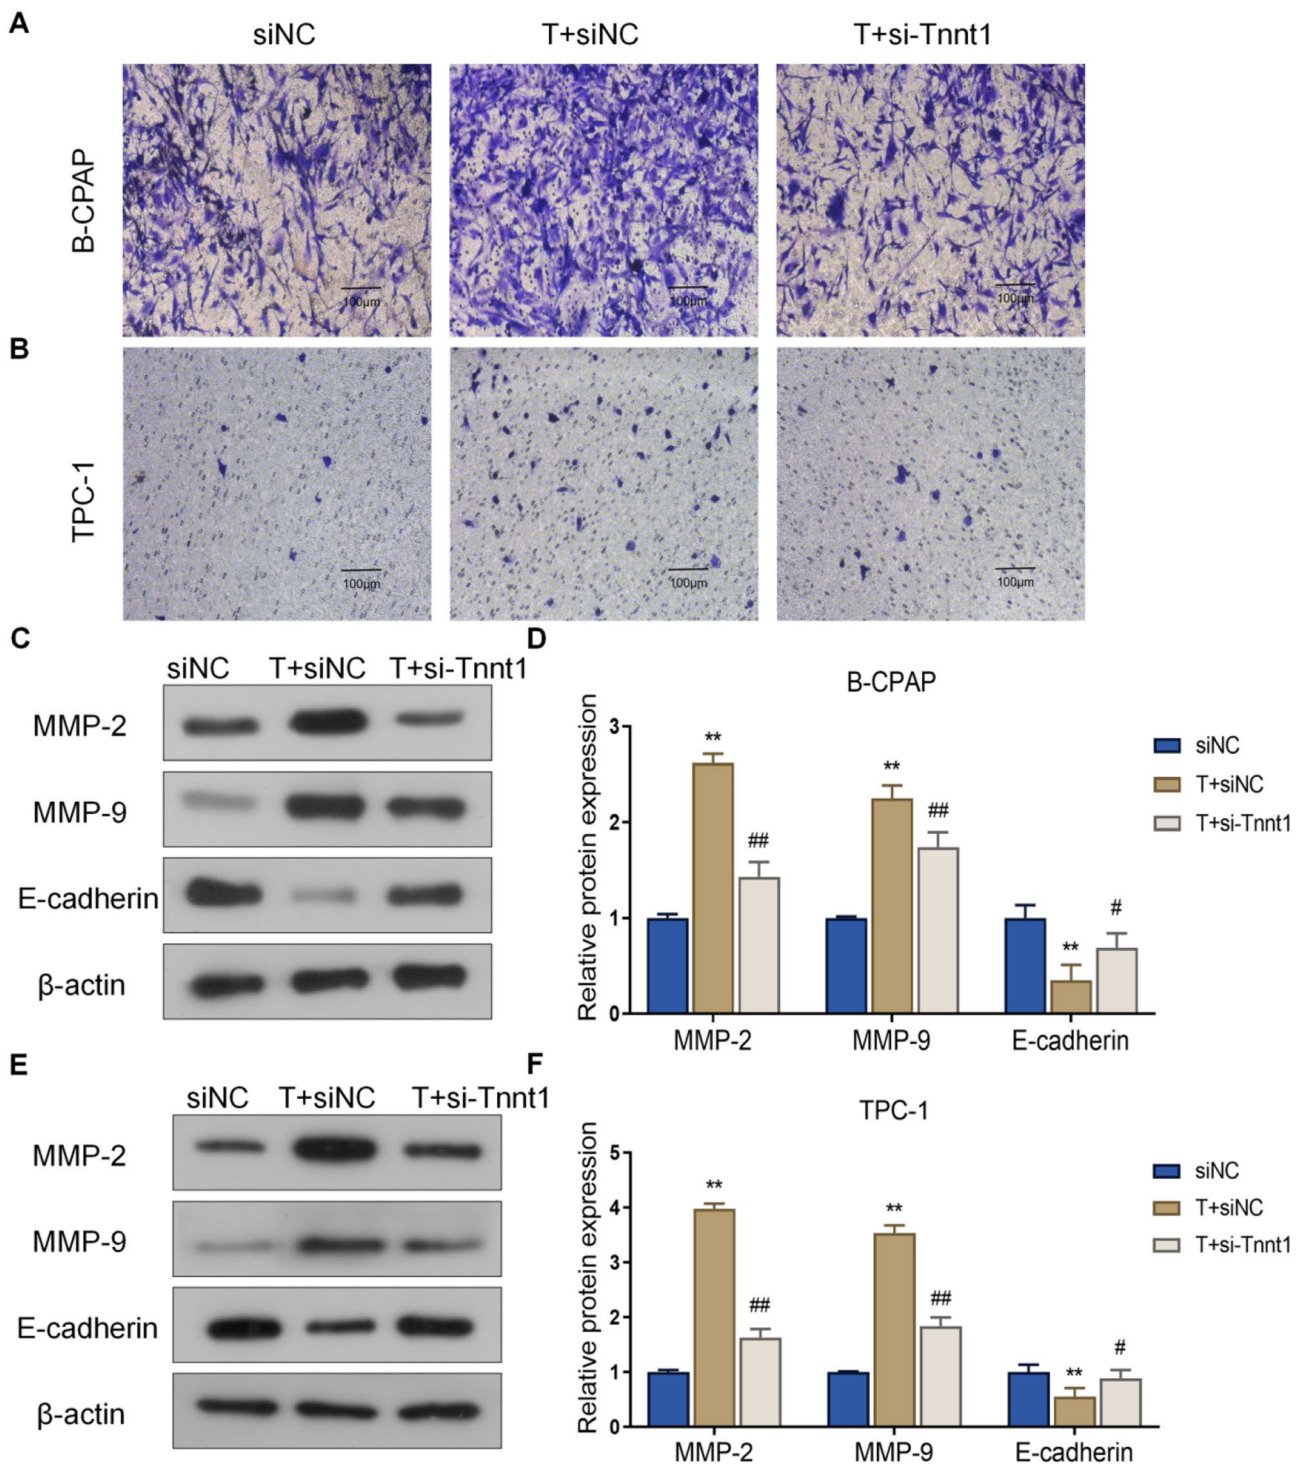 A
siNC
T+siNC
T+si-Tnnt1
B-CPAP
100μm
100μm
100μm
B
TPC-1
100μm
100μm
100μm
C
siNC
T+siNC
T+si-Tnnt1
MMP-2
MMP-9
E-cadherin
β-actin
D
B-CPAP
Relative protein expression
3
2
1
0
**
##
**
##
**
#
MMP-2
MMP-9
E-cadherin
siNC
T+siNC
T+si-Tnnt1
E
siNC
T+siNC
T+si-Tnnt1
MMP-2
MMP-9
E-cadherin
β-actin
F
TPC-1
Relative protein expression
5
4
3
2
1
0
**
##
**
##
**
#
MMP-2
MMP-9
E-cadherin
siNC
T+siNC
T+si-Tnnt1